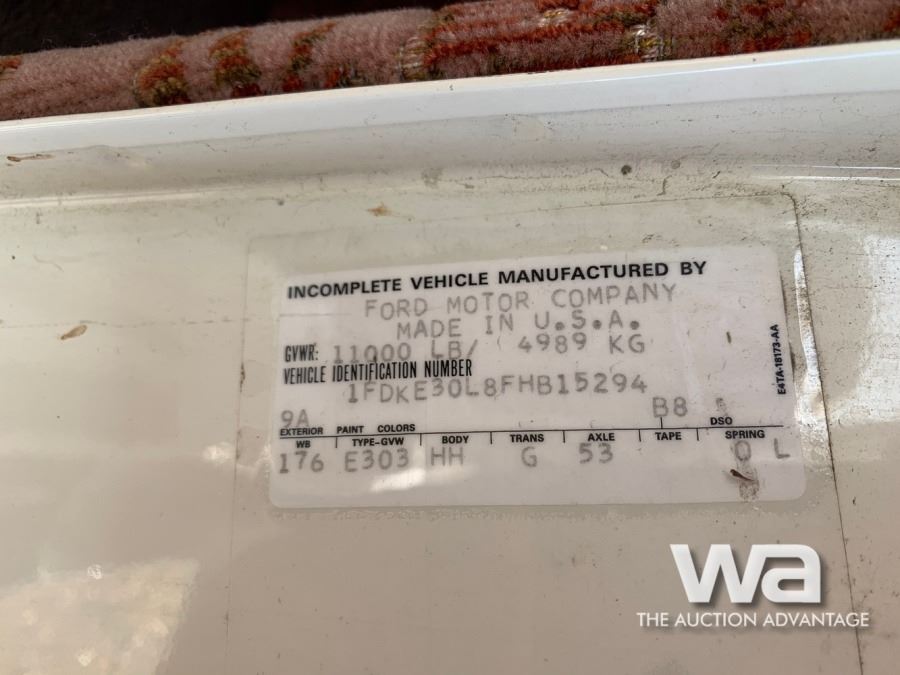 INCOMPLETE VEHICLE MANUFACTURED BY
FORD MOTOR COMPANY
MADE IN U.S.A.
GVWR: 11000 LB/ 4989 KG
VEHICLE IDENTIFICATION NUMBER
1FDKE30L8FHB15294
9A B8
EXTERIOR PAINT COLORS DSO
WB TYPE-GVW BODY TRANS AXLE TAPE SPRING
176 E303 HH G 53 0 L
E4TA-18173-AA
wa
THE AUCTION ADVANTAGE